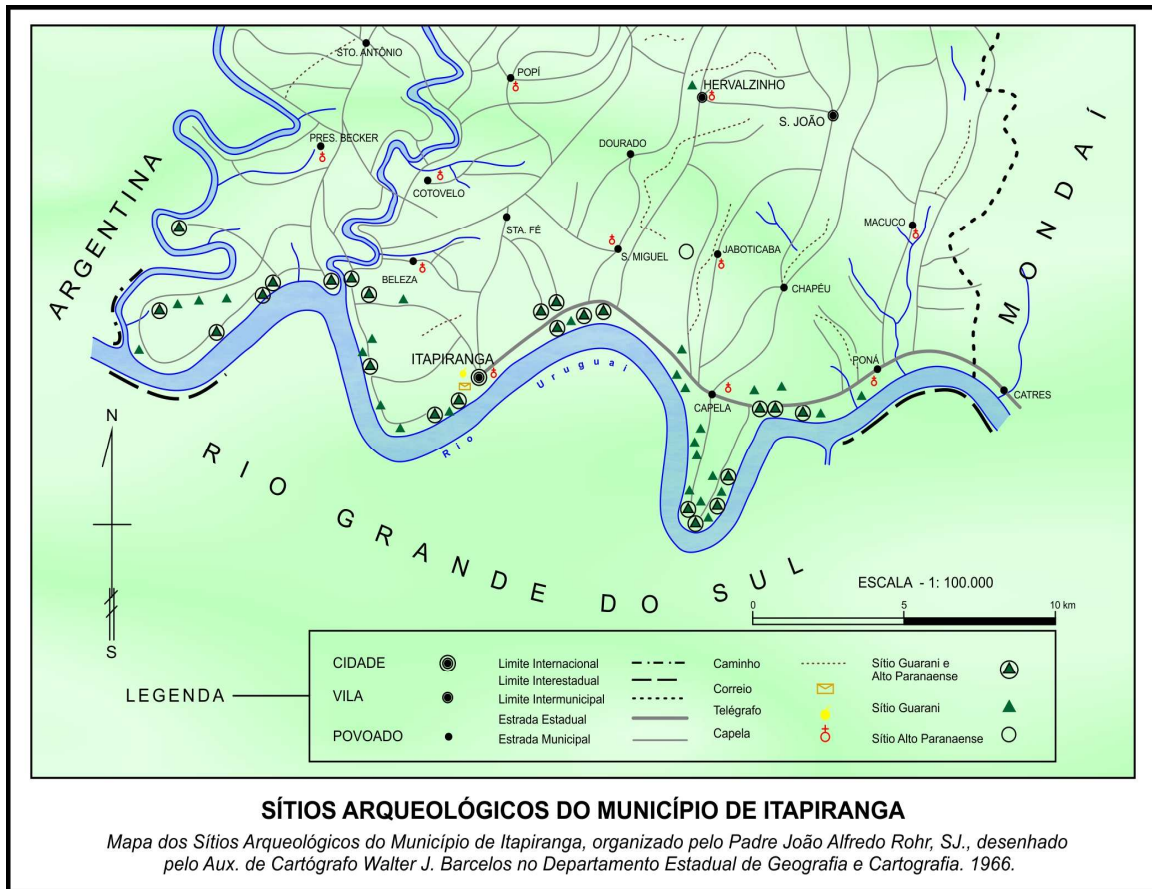 STO. ANTÔNIO
POPÍ
HERVALZINHO
S. JOÃO
PRES. BECKER
DOURADO
COTOVELO
MACUCO
STA. FÉ
S. MIGUEL
JABOTICABA
BELEZA
CHAPÉU
ARGENTINA
MONDAÍ
ITAPIRANGA
Rio Uruguai
PONÁ
CAPELA
CATRES
N
S
RIO GRANDE DO SUL
ESCALA - 1: 100.000
0 5 10 km
LEGENDA
CIDADE
VILA
POVOADO
Limite Internacional
Limite Interestadual
Limite Intermunicipal
Estrada Estadual
Estrada Municipal
Caminho
Correio
Telégrafo
Capela
Sítio Guarani e
Alto Paranaense
Sítio Guarani
Sítio Alto Paranaense
SÍTIOS ARQUEOLÓGICOS DO MUNICÍPIO DE ITAPIRANGA
Mapa dos Sítios Arqueológicos do Município de Itapiranga, organizado pelo Padre João Alfredo Rohr, SJ., desenhado
pelo Aux. de Cartógrafo Walter J. Barcelos no Departamento Estadual de Geografia e Cartografia. 1966.